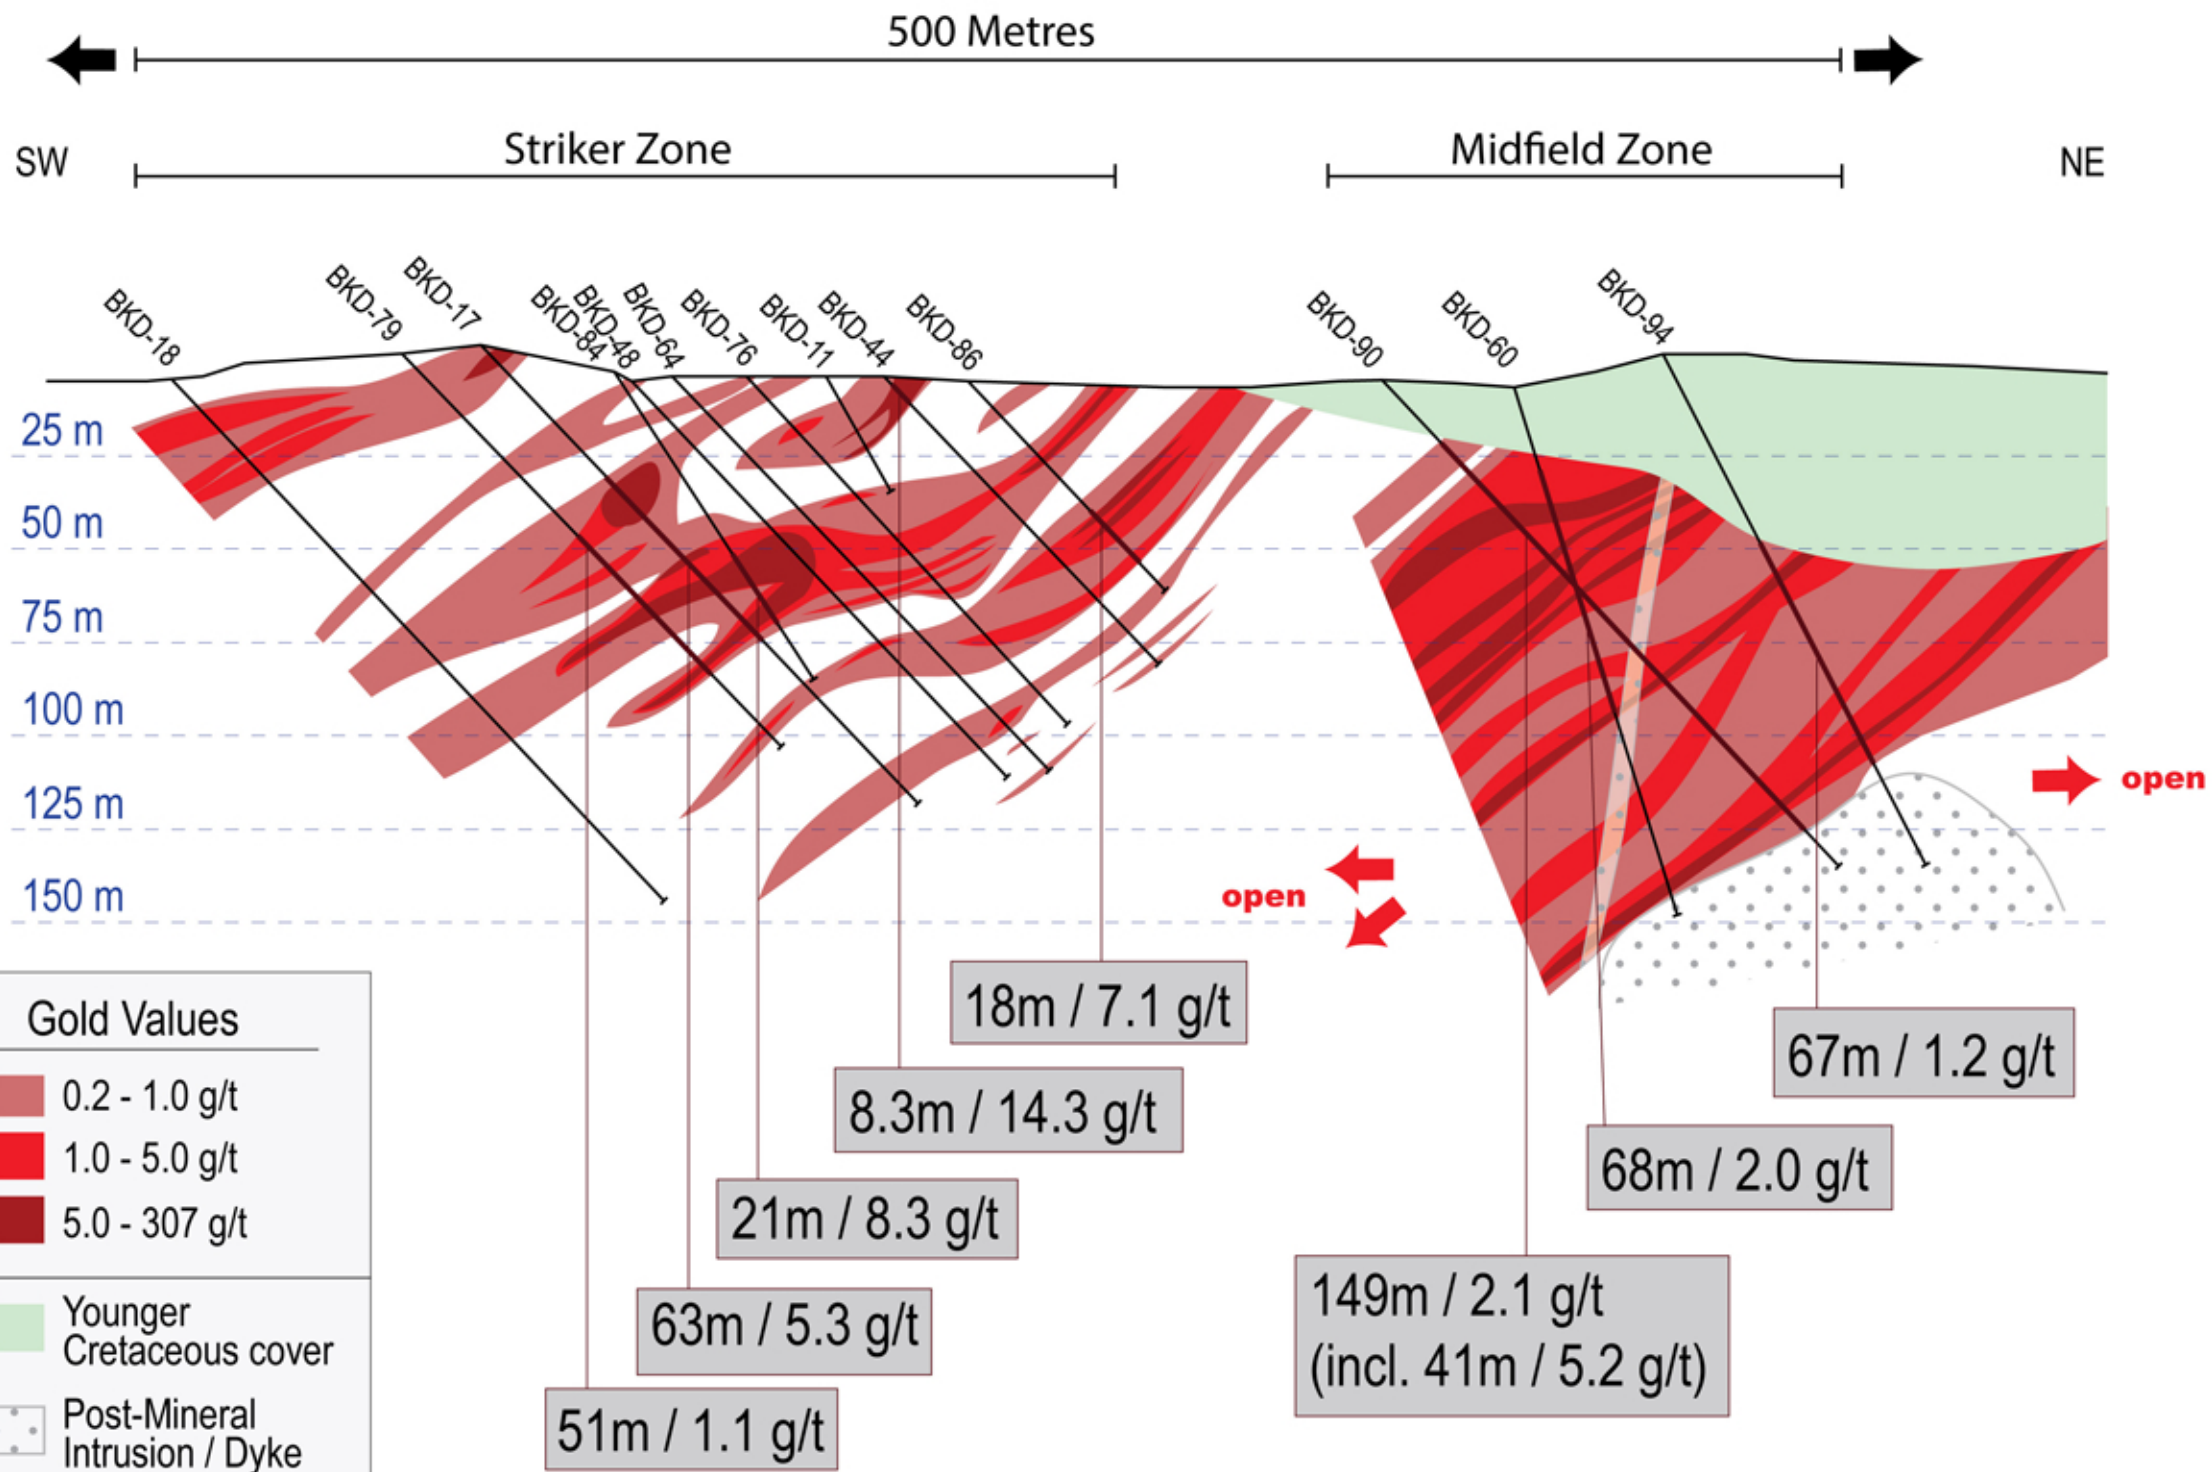 500 Metres
SW
Striker Zone
Midfield Zone
NE
BKD-18
BKD-79
BKD-17
BKD-84
BKD-48
BKD-64
BKD-76
BKD-11
BKD-44
BKD-86
BKD-90
BKD-60
BKD-94
25 m
50 m
75 m
100 m
125 m
150 m
open
open
18m / 7.1 g/t
8.3m / 14.3 g/t
21m / 8.3 g/t
63m / 5.3 g/t
51m / 1.1 g/t
67m / 1.2 g/t
68m / 2.0 g/t
149m / 2.1 g/t
(incl. 41m / 5.2 g/t)
Gold Values
0.2 - 1.0 g/t
1.0 - 5.0 g/t
5.0 - 307 g/t
Younger
Cretaceous cover
Post-Mineral
Intrusion / Dyke